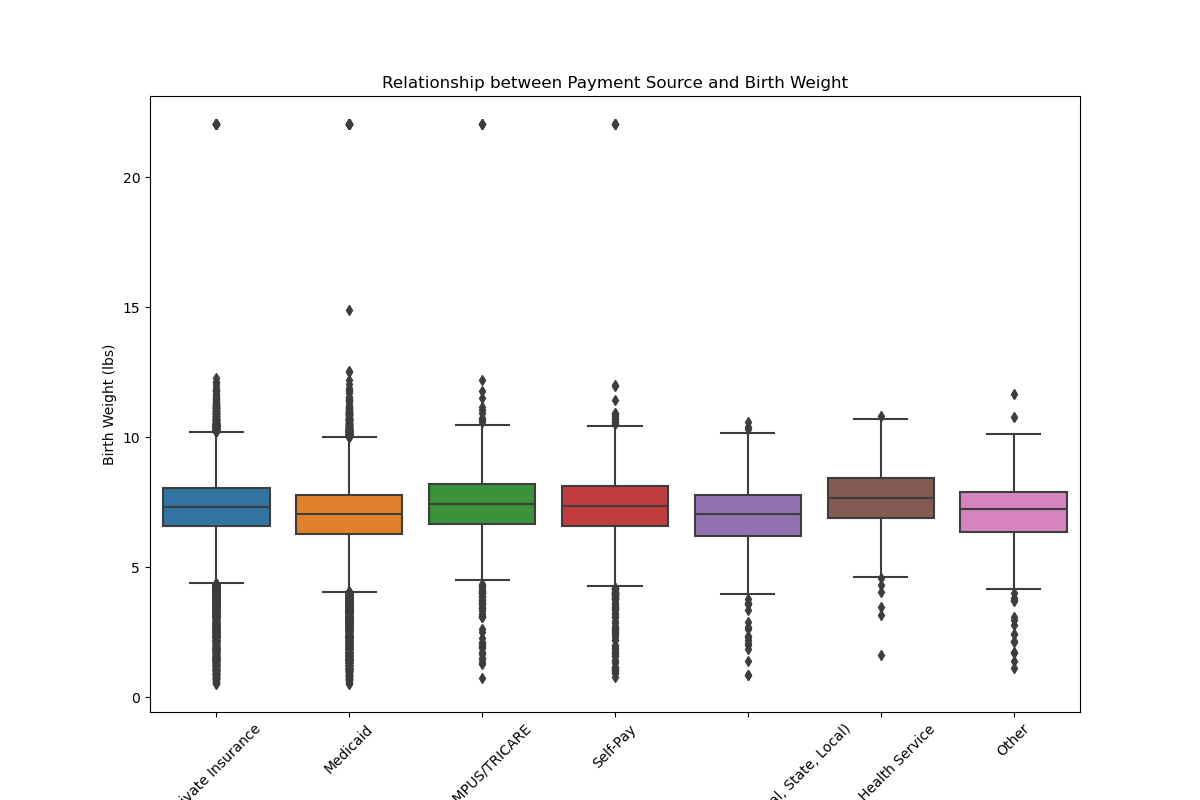 Relationship between Payment Source and Birth Weight
Birth Weight (lbs)
20
15
10
5
0
ivate Insurance
Medicaid
MPUS/TRICARE
Self-Pay
al, State, Local)
Health Service
Other